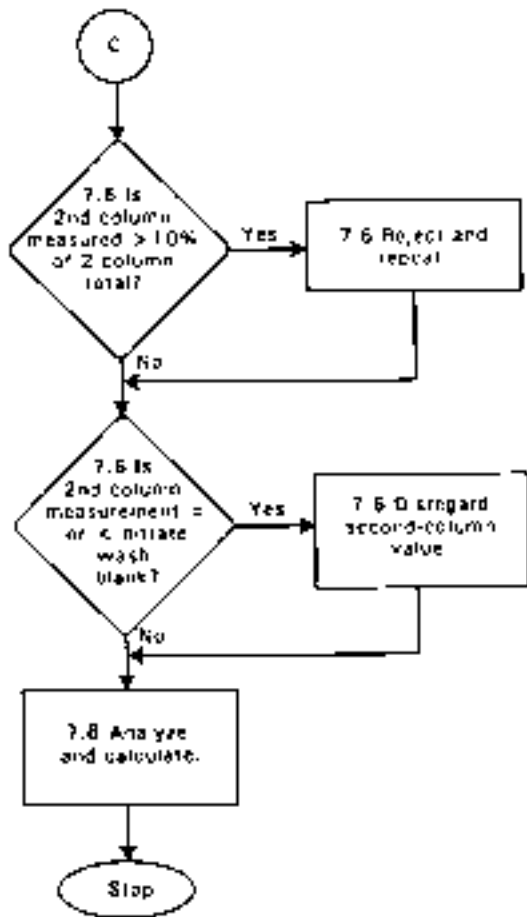 C
7.6 Is
2nd column
measured > 10%
of 2 column
total?
Yes
7.6 Reject and
repeat
No
7.6 Is
2nd column
measurement =
or < nitrate
wash
blank?
Yes
7.6 Disregard
second-column
value
No
7.8 Analyze
and calculate.
Stop